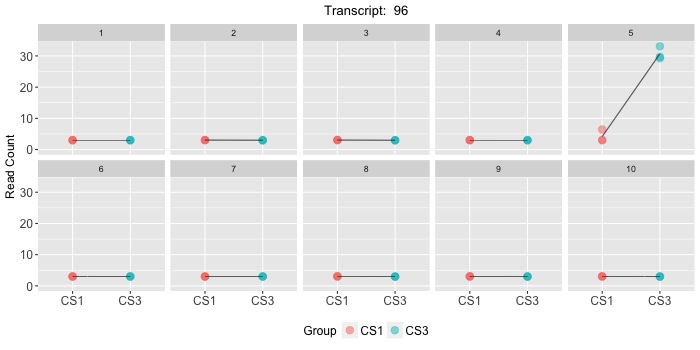 Transcript: 96
1 2 3 4 5
30
20
10
0
Read Count
6 7 8 9 10
30
20
10
0
CS1 CS3 CS1 CS3 CS1 CS3 CS1 CS3 CS1 CS3
Group CS1 CS3